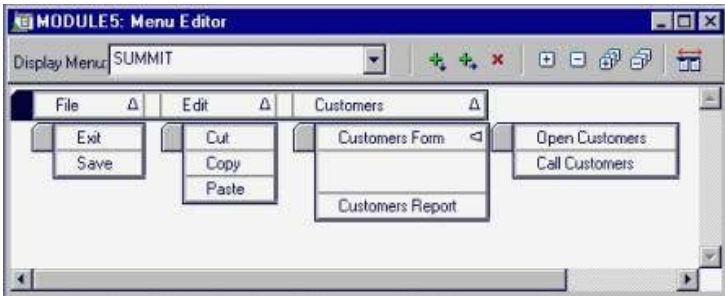 MODULE5: Menu Editor
Display Menu: SUMMIT
File Edit Customers
Exit Cut Customers Form Open Customers
Save Copy Call Customers
Paste
Customers Report